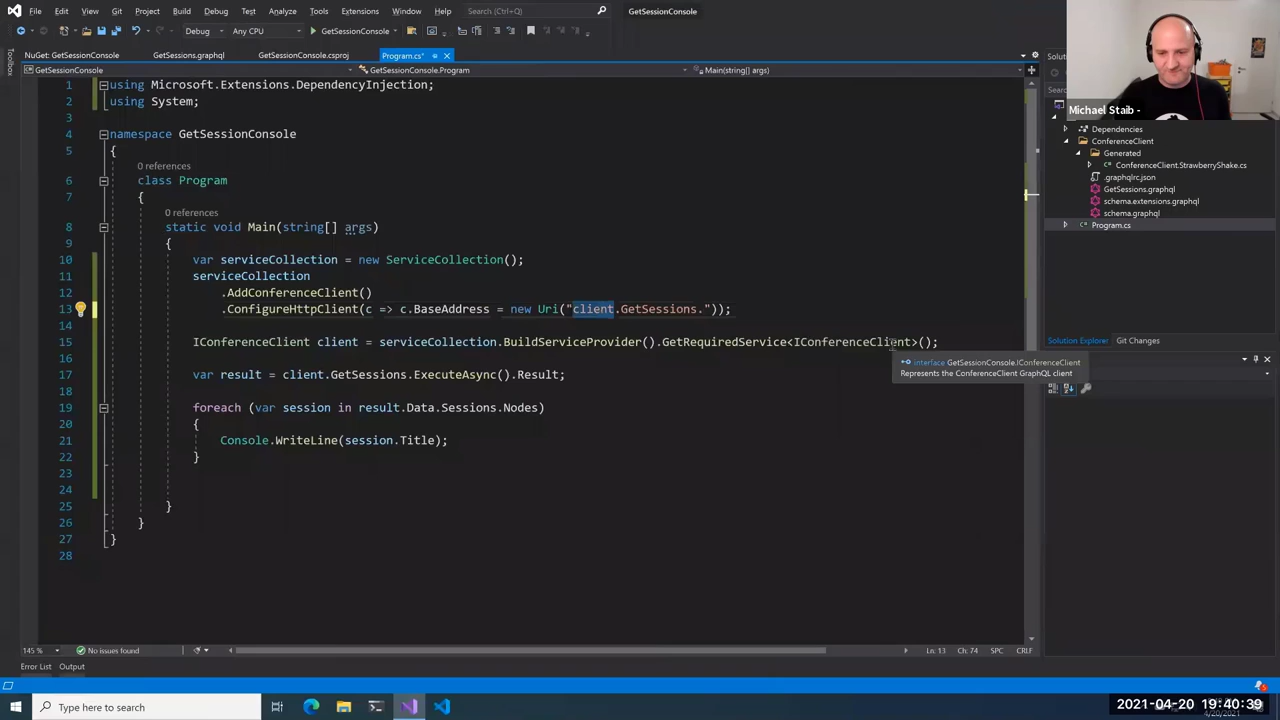 File Edit View Git Project Build Debug Test Analyze Tools Extensions Window Help Search (Ctrl+Q) GetSessionConsole
Debug Any CPU GetSessionConsole
NuGet: GetSessionConsole GetSessions.graphql GetSessionConsole.csproj Program.cs*
Toolbox
GetSessionConsole GetSessionConsole.Program Main(string[] args)
1 using Microsoft.Extensions.DependencyInjection;
2 using System;
3
4 namespace GetSessionConsole
5 {
0 references
6 class Program
7 {
0 references
8 static void Main(string[] args)
9 {
10 var serviceCollection = new ServiceCollection();
11 serviceCollection
12 .AddConferenceClient()
13 .ConfigureHttpClient(c => c.BaseAddress = new Uri("client.GetSessions."));
14
15 IConferenceClient client = serviceCollection.BuildServiceProvider().GetRequiredService<IConferenceClient>();
16
17 var result = client.GetSessions.ExecuteAsync().Result;
18
19 foreach (var session in result.Data.Sessions.Nodes)
20 {
21 Console.WriteLine(session.Title);
22 }
23
24
25 }
26 }
27 }
28
interface GetSessionConsole.IConferenceClient
Represents the ConferenceClient GraphQL client
Michael Staib -
Dependencies
ConferenceClient
Generated
ConferenceClient.StrawberryShake.cs
.graphqlrc.json
GetSessions.graphql
schema.extensions.graphql
schema.graphql
Program.cs
Solution Explorer Git Changes
145 % No issues found Ln: 13 Ch: 74 SPC CRLF
Error List Output
Type here to search
2021-04-20 19:40:39